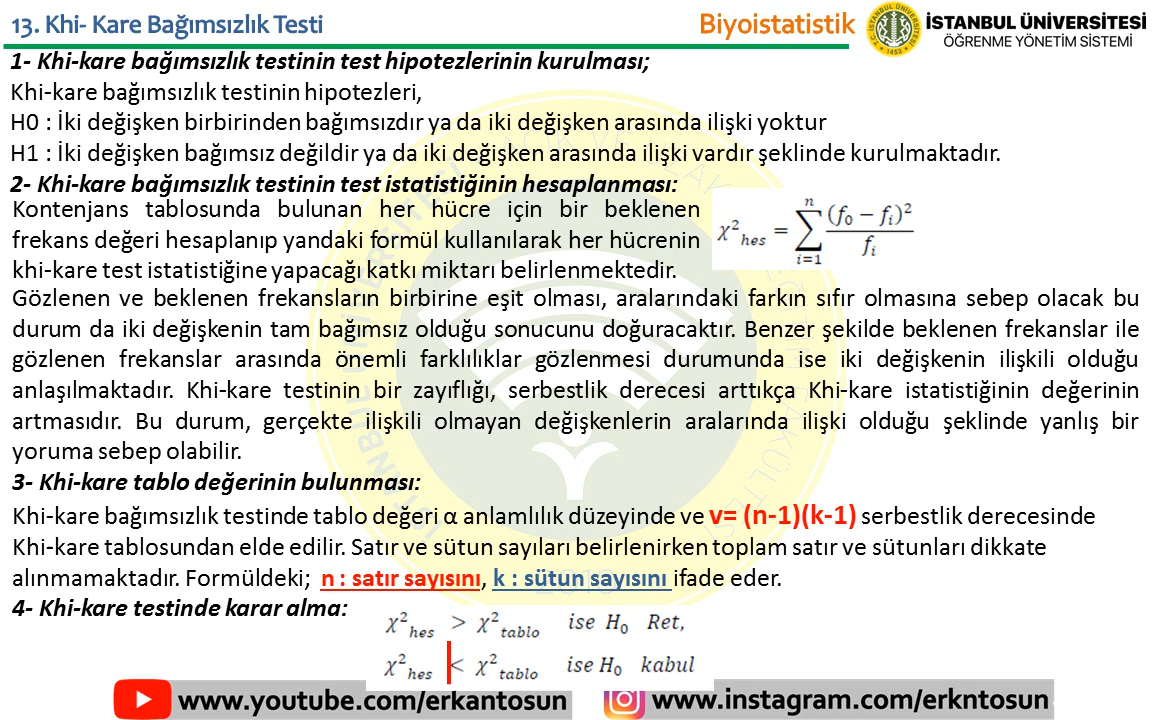 13. Khi- Kare Bağımsızlık Testi
Biyoistatistik
İSTANBUL ÜNİVERSİTESİ
ÖĞRENME YÖNETİM SİSTEMİ
1- Khi-kare bağımsızlık testinin test hipotezlerinin kurulması;
Khi-kare bağımsızlık testinin hipotezleri,
H0 : İki değişken birbirinden bağımsızdır ya da iki değişken arasında ilişki yoktur
H1 : İki değişken bağımsız değildir ya da iki değişken arasında ilişki vardır şeklinde kurulmaktadır.
2- Khi-kare bağımsızlık testinin test istatistiğinin hesaplanması:
Kontenjans tablosunda bulunan her hücre için bir beklenen
frekans değeri hesaplanıp yandaki formül kullanılarak her hücrenin
khi-kare test istatistiğine yapacağı katkı miktarı belirlenmektedir.
χ²hes = ∑ i=1 n (f0 − fi)² / fi
Gözlenen ve beklenen frekansların birbirine eşit olması, aralarındaki farkın sıfır olmasına sebep olacak bu
durum da iki değişkenin tam bağımsız olduğu sonucunu doğuracaktır. Benzer şekilde beklenen frekanslar ile
gözlenen frekanslar arasında önemli farklılıklar gözlenmesi durumunda ise iki değişkenin ilişkili olduğu
anlaşılmaktadır. Khi-kare testinin bir zayıflığı, serbestlik derecesi arttıkça Khi-kare istatistiğinin değerinin
artmasıdır. Bu durum, gerçekte ilişkili olmayan değişkenlerin aralarında ilişki olduğu şeklinde yanlış bir
yoruma sebep olabilir.
3- Khi-kare tablo değerinin bulunması:
Khi-kare bağımsızlık testinde tablo değeri α anlamlılık düzeyinde ve v= (n-1)(k-1) serbestlik derecesinde
Khi-kare tablosundan elde edilir. Satır ve sütun sayıları belirlenirken toplam satır ve sütunları dikkate
alınmamaktadır. Formüldeki; n : satır sayısını, k : sütun sayısını ifade eder.
4- Khi-kare testinde karar alma:
χ²hes > χ²tablo ise H0 Ret,
χ²hes < χ²tablo ise H0 kabul
www.youtube.com/erkantosun
www.instagram.com/erkntosun